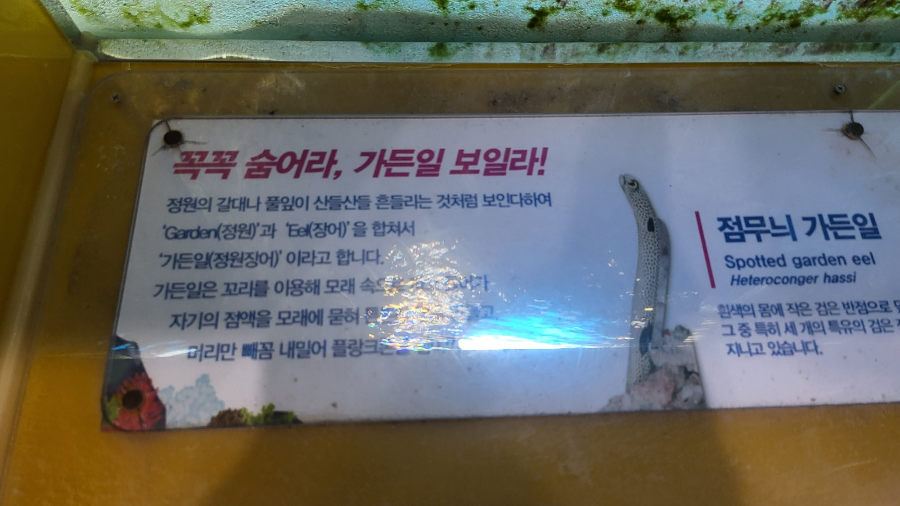 꼭꼭 숨어라, 가든일 보일라!
정원의 갈대나 풀잎이 산들산들 흔들리는 것처럼 보인다하여
‘Garden(정원)’과 ‘Eel(장어)’을 합쳐서
‘가든일(정원장어)’이라고 합니다.
가든일은 꼬리를 이용해 모래 속으로
자기의 점액을 모래에 묻혀
머리만 빼꼼 내밀어 플랑크톤을
점무늬 가든일
Spotted garden eel
Heteroconger hassi
흰색의 몸에 작은 검은 반점으로
그 중 특히 세 개의 특유의 검은
지니고 있습니다.